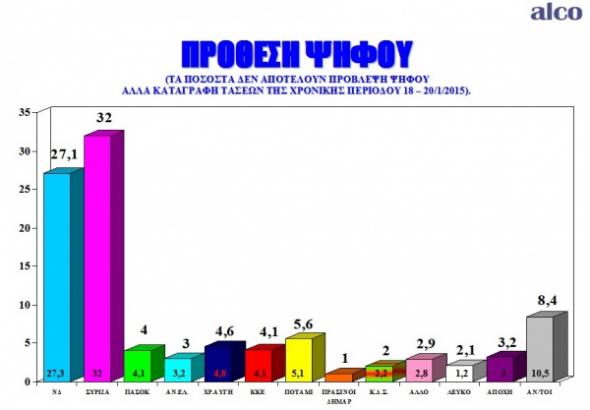 alco
ΠΡΟΘΕΣΗ ΨΗΦΟΥ
(ΤΑ ΠΟΣΟΣΤΑ ΔΕΝ ΑΠΟΤΕΛΟΥΝ ΠΡΟΒΛΕΨΗ ΨΗΦΟΥ
ΑΛΛΑ ΚΑΤΑΓΡΑΦΗ ΤΑΣΕΩΝ ΤΗΣ ΧΡΟΝΙΚΗΣ ΠΕΡΙΟΔΟΥ 18 – 20/1/2015).
35
30
25
20
15
10
5
0
27,1 32 4 3 4,6 4,1 5,6 1 2 2,9 2,1 3,2 8,4
27,3 32 4,1 3,2 4,8 4,1 5,1 1 2,2 2,8 1,2 3 10,5
ΝΔ ΣΥΡΙΖΑ ΠΑΣΟΚ ΑΝ.ΕΛ. ΧΡ.ΑΥΓΗ ΚΚΕ ΠΟΤΑΜΙ ΠΡΑΣΙΝΟΙ Κ.Δ.Σ. ΑΛΛΟ ΛΕΥΚΟ ΑΠΟΧΗ ΑΝ/ΤΟΙ
ΔΗΜΑΡ